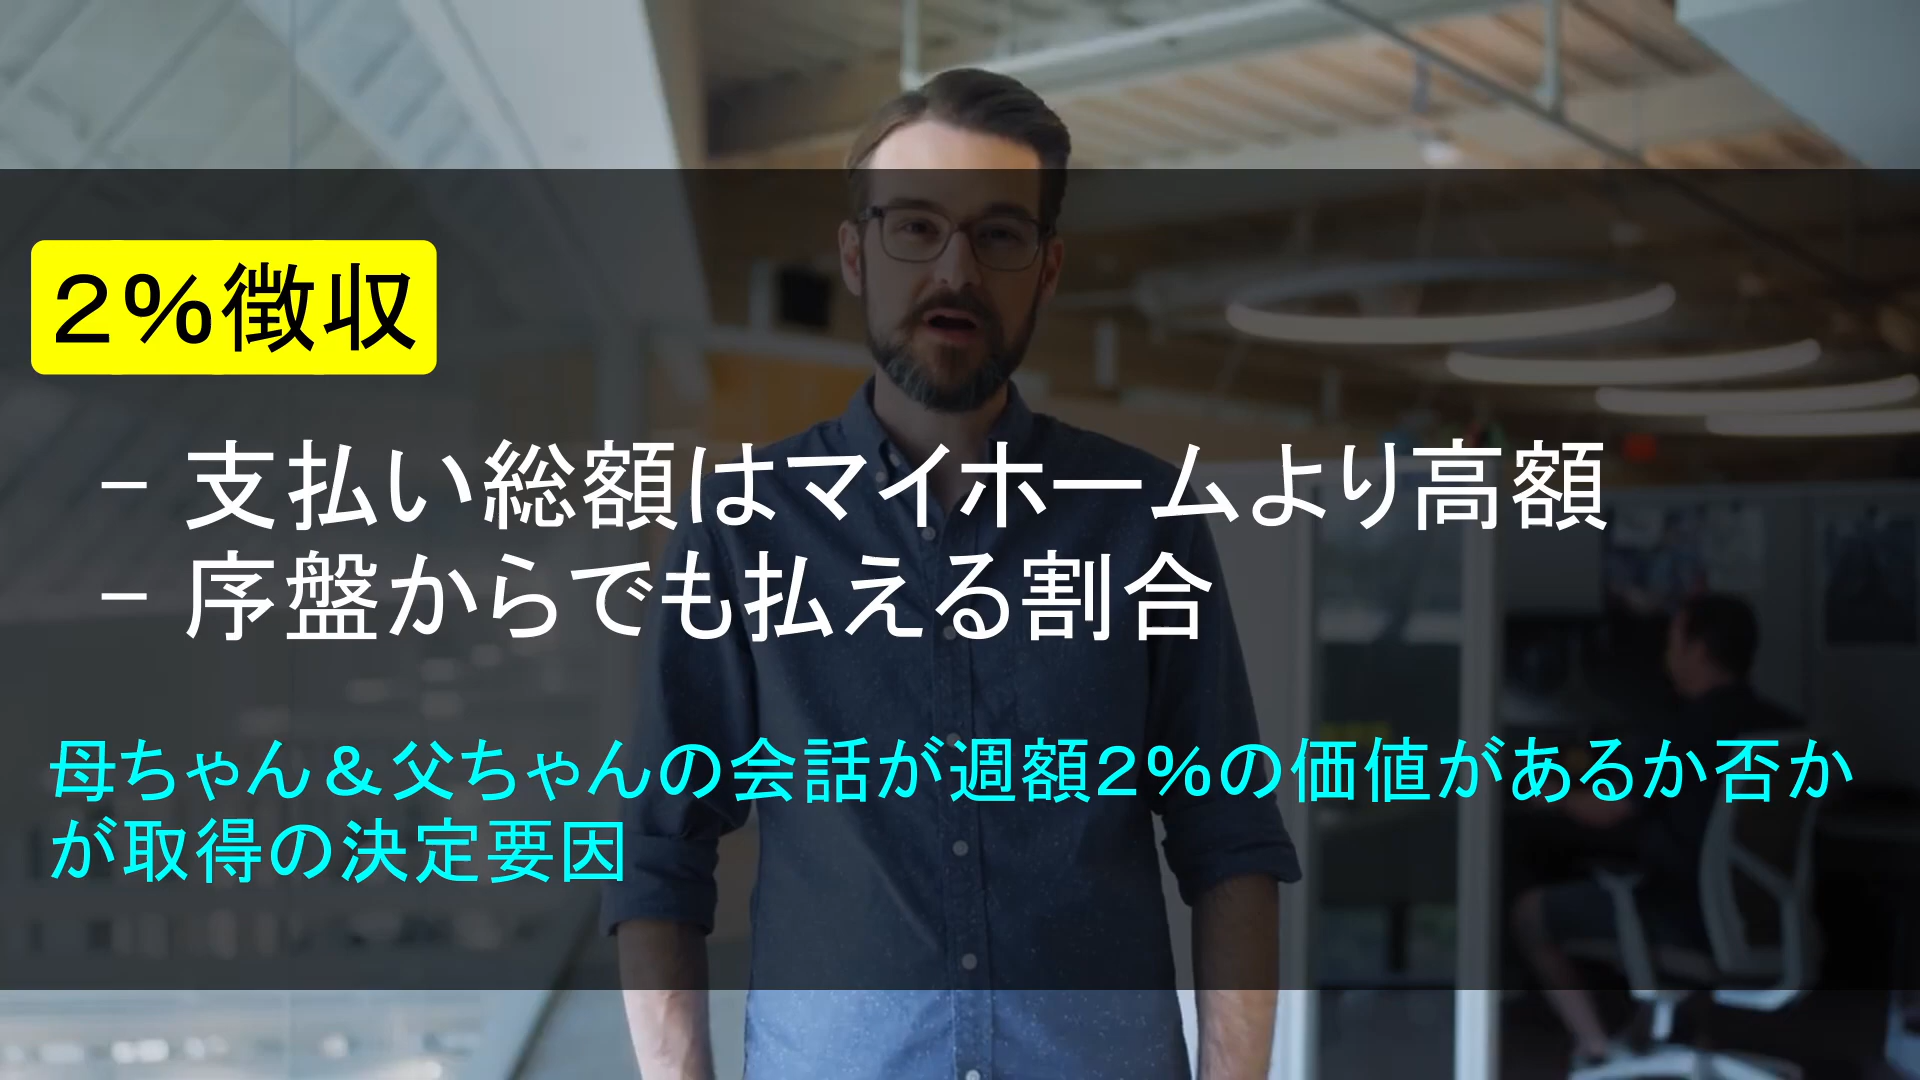 ２％徴収
− 支払い総額はマイホームより高額
− 序盤からでも払える割合
母ちゃん＆父ちゃんの会話が週額２％の価値があるか否か
が取得の決定要因